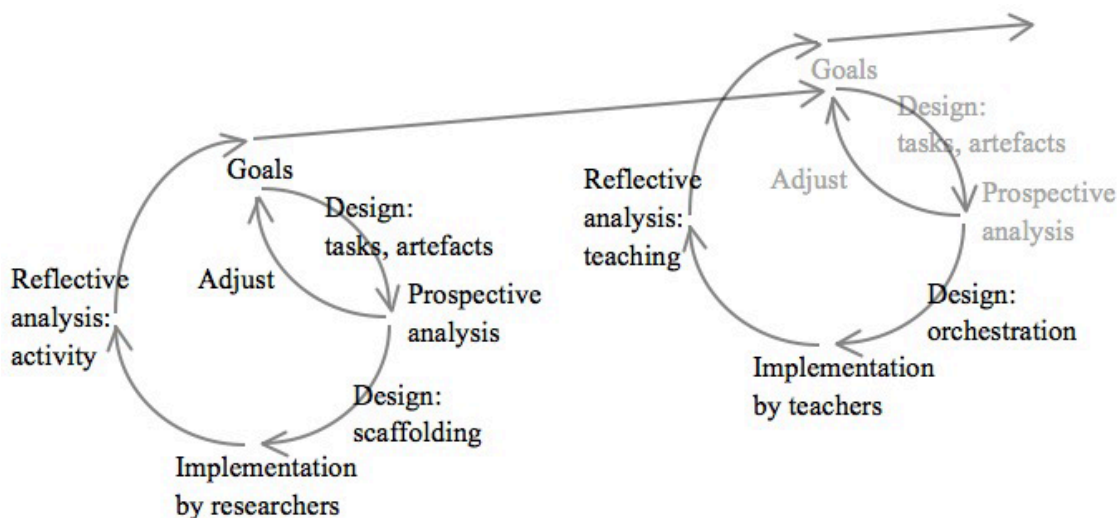 Goals
Design:
tasks, artefacts
Adjust
Prospective
analysis
Reflective
analysis:
activity
Design:
scaffolding
Implementation
by researchers
Goals
Design:
tasks, artefacts
Adjust
Prospective
analysis
Reflective
analysis:
teaching
Design:
orchestration
Implementation
by teachers